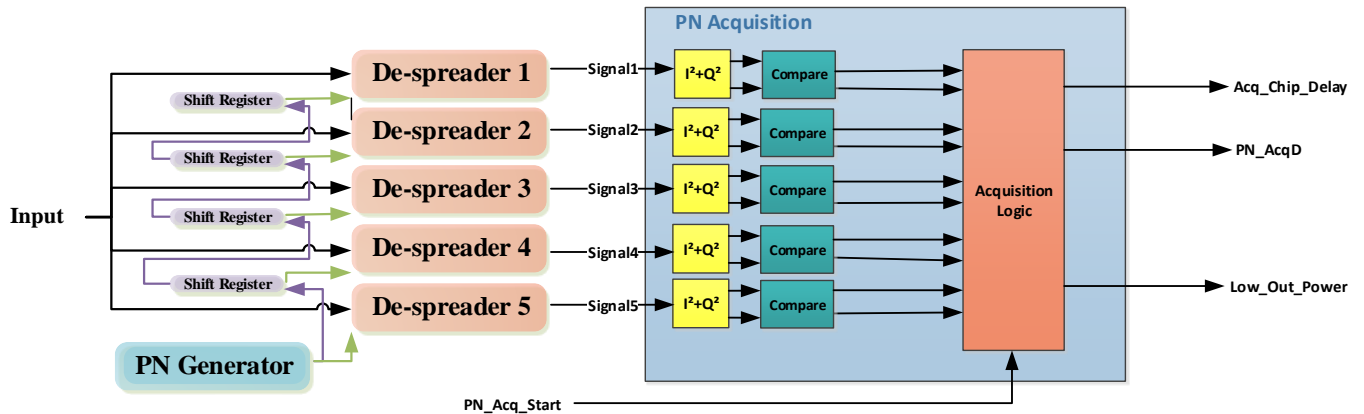 PN Acquisition
De-spreader 1
Signal1
I²+Q²
Compare
Shift Register
Acq_Chip_Delay
De-spreader 2
Signal2
I²+Q²
Compare
Shift Register
PN_AcqD
De-spreader 3
Signal3
I²+Q²
Compare
Acquisition
Logic
Input
Shift Register
De-spreader 4
Signal4
I²+Q²
Compare
Shift Register
Low_Out_Power
De-spreader 5
Signal5
I²+Q²
Compare
PN Generator
PN_Acq_Start